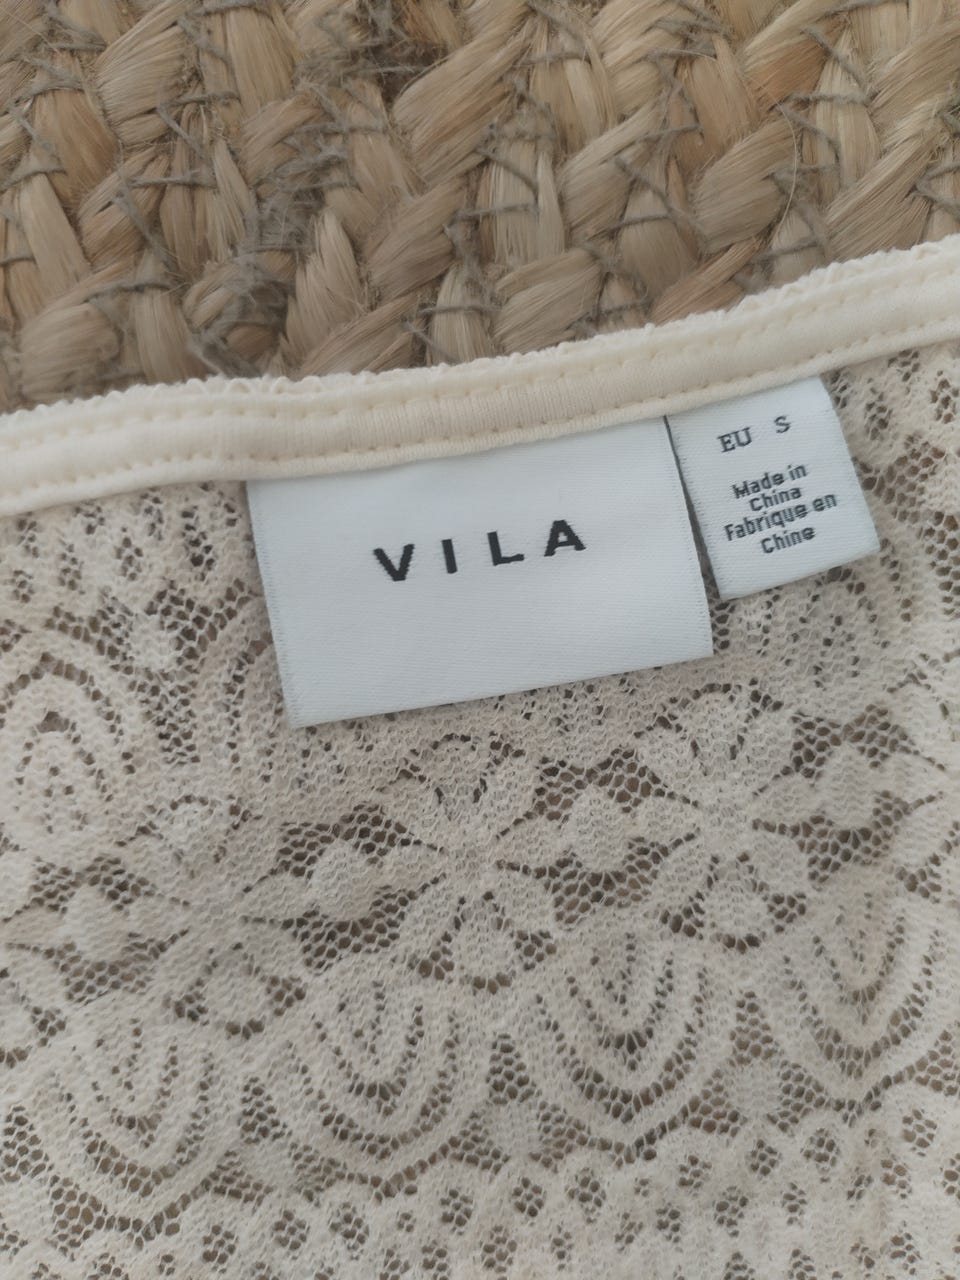 VILA
EU S
Made in
China
Fabrique en
Chine